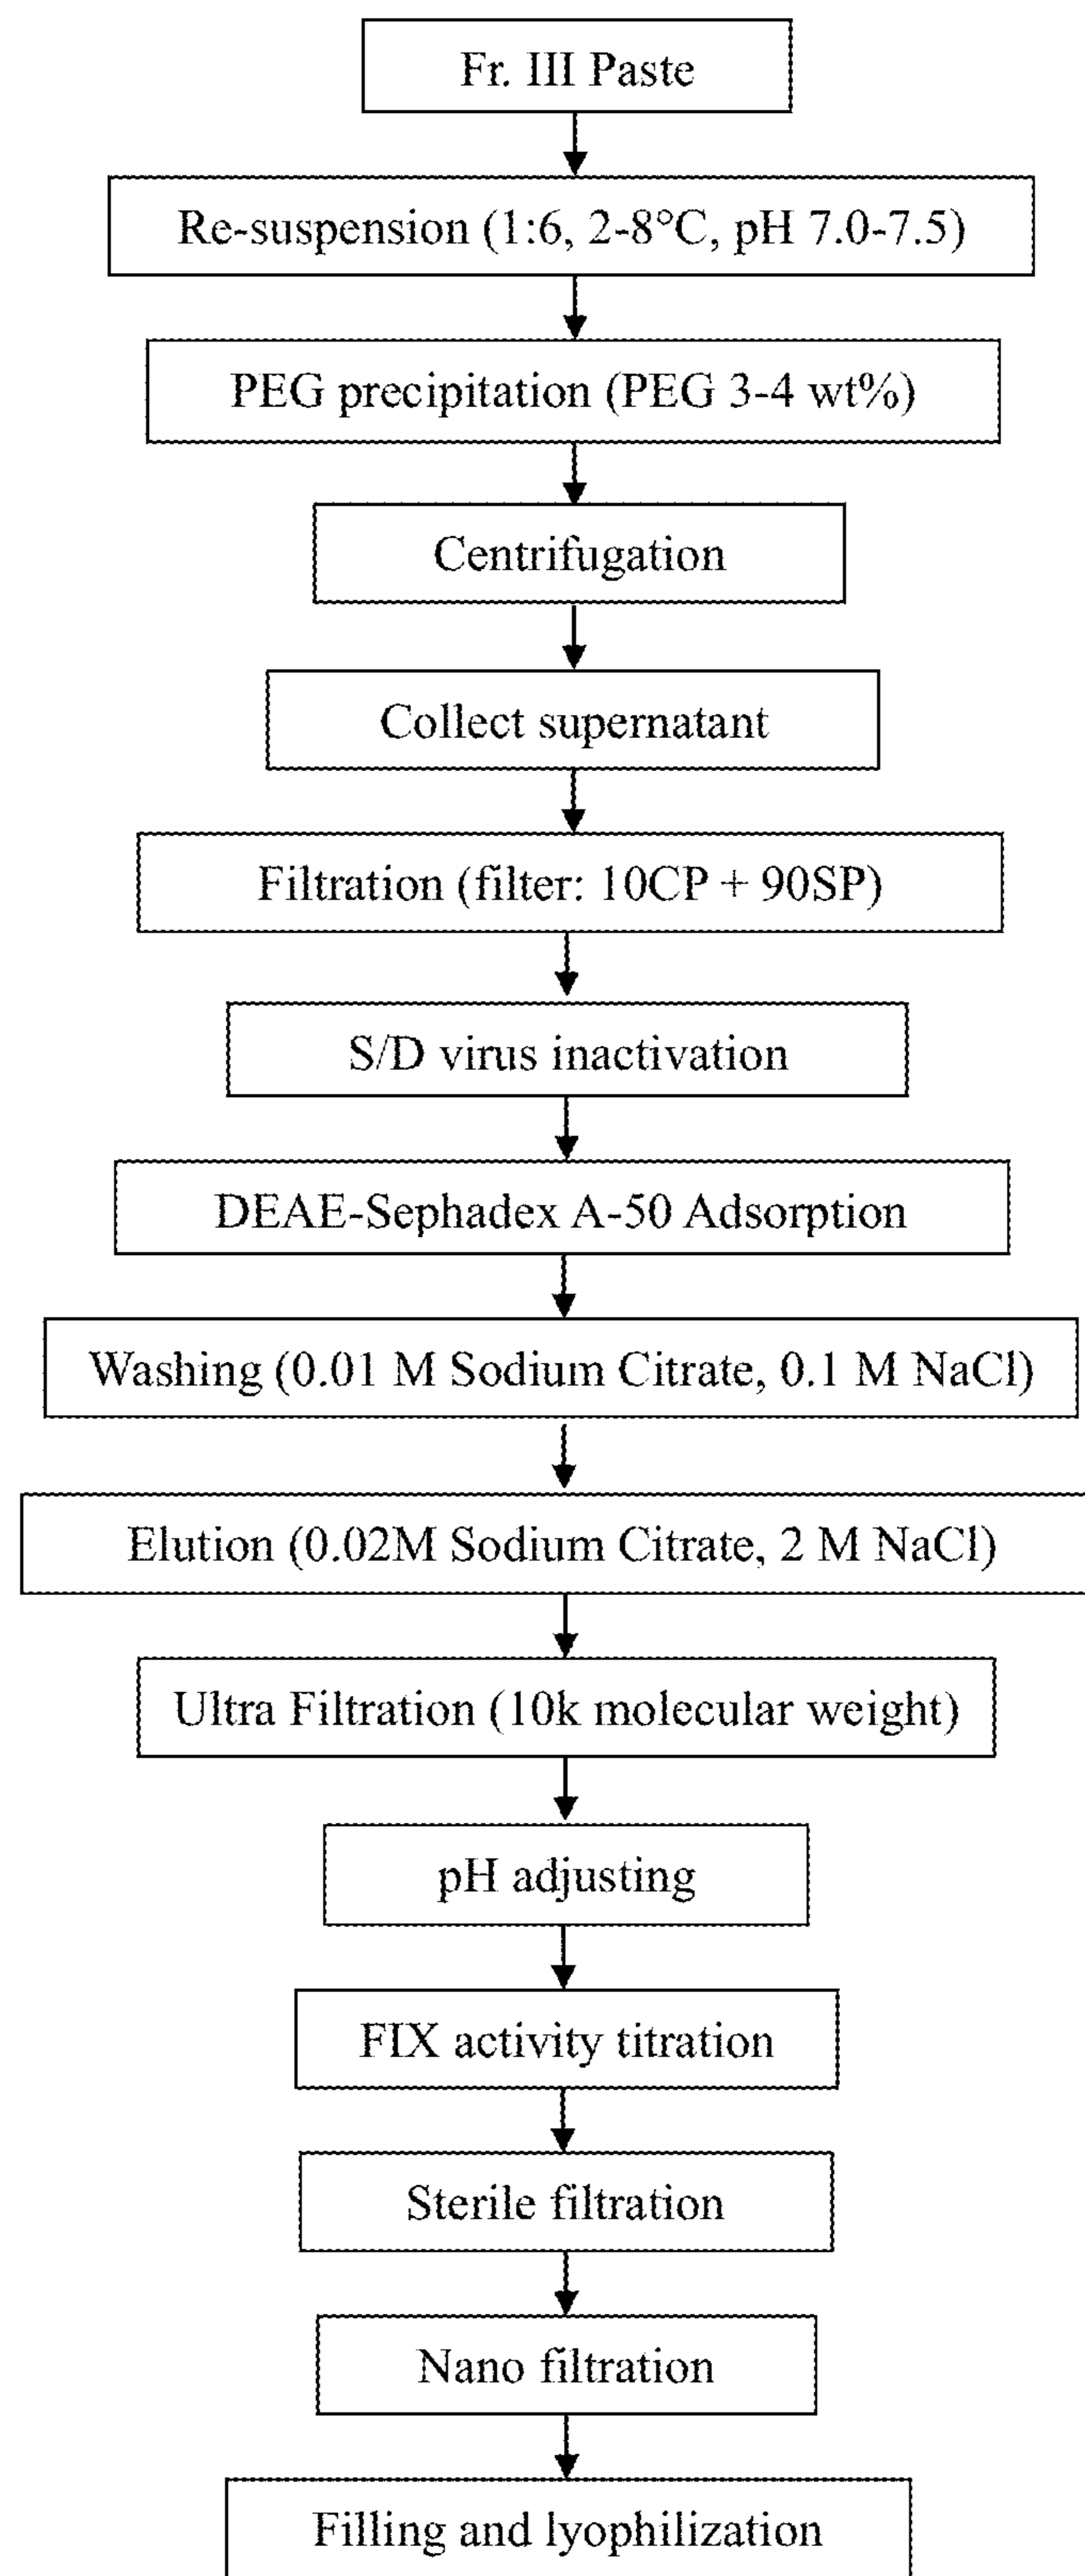 Fr. III Paste
Re-suspension (1:6, 2-8°C, pH 7.0-7.5)
PEG precipitation (PEG 3-4 wt%)
Centrifugation
Collect supernatant
Filtration (filter: 10CP + 90SP)
S/D virus inactivation
DEAE-Sephadex A-50 Adsorption
Washing (0.01 M Sodium Citrate, 0.1 M NaCl)
Elution (0.02M Sodium Citrate, 2 M NaCl)
Ultra Filtration (10k molecular weight)
pH adjusting
FIX activity titration
Sterile filtration
Nano filtration
Filling and lyophilization